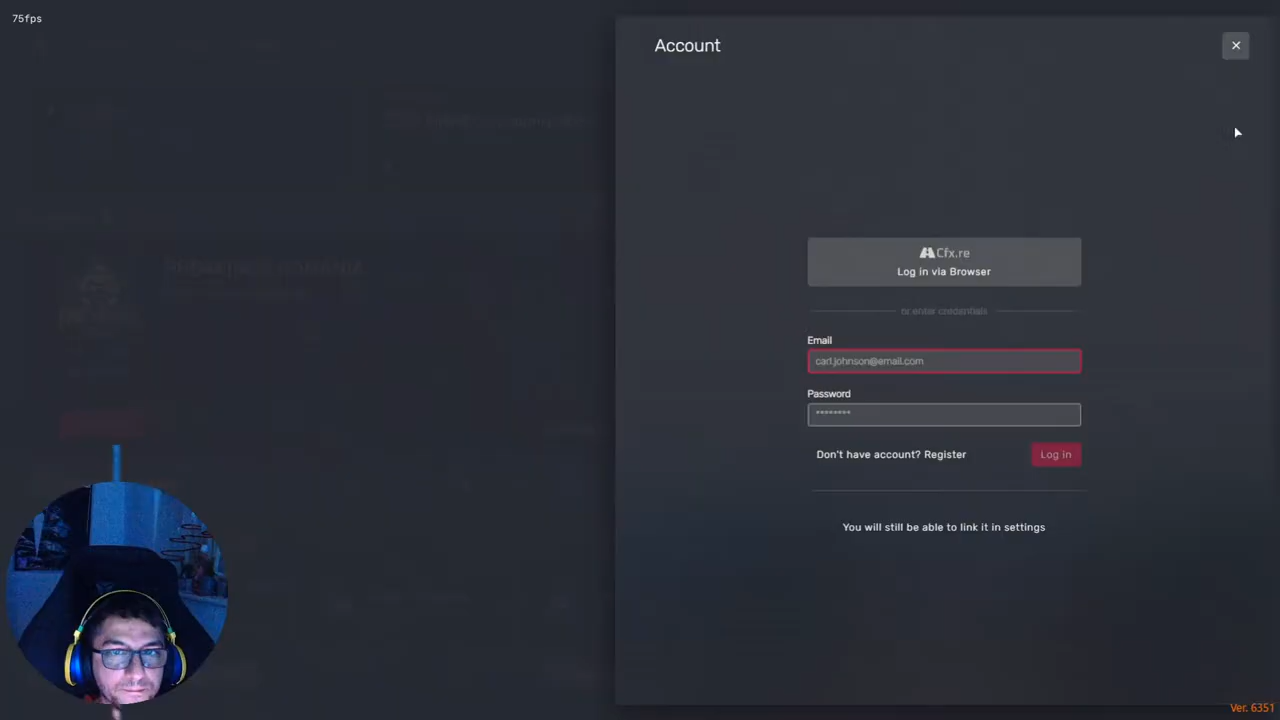 75fps
Account
Cfx.re
Log in via Browser
or enter credentials
Email
carl.johnson@email.com
Password
********
Don't have account? Register
Log in
You will still be able to link it in settings
Ver. 6351